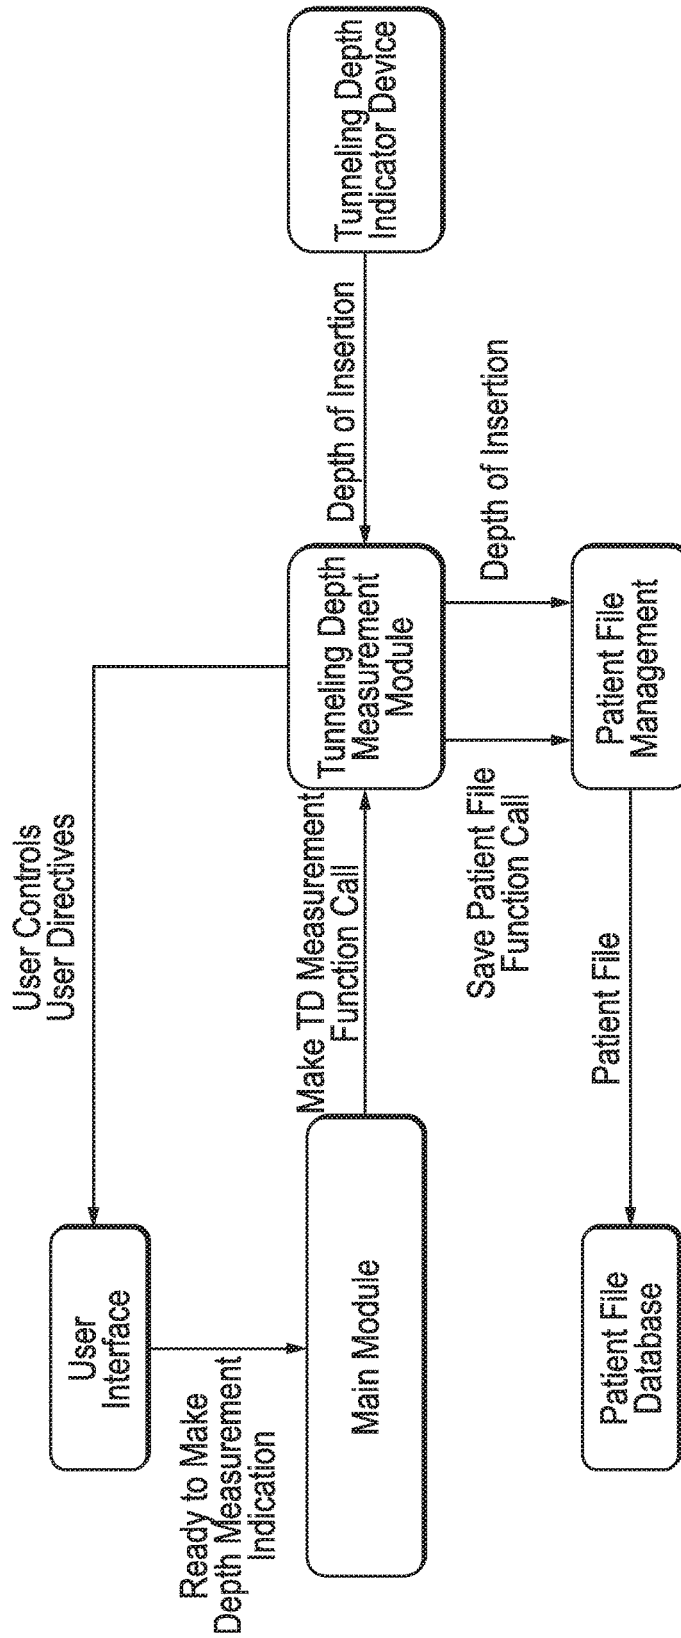 User Controls
User Directives
User
Interface
Ready to Make
Depth Measurement
Indication
Main Module
Make TD Measurement
Function Call
Tunneling Depth
Measurement
Module
Depth of Insertion
Tunneling Depth
Indicator Device
Save Patient File
Function Call
Depth of Insertion
Patient File
Database
Patient File
Patient File
Management